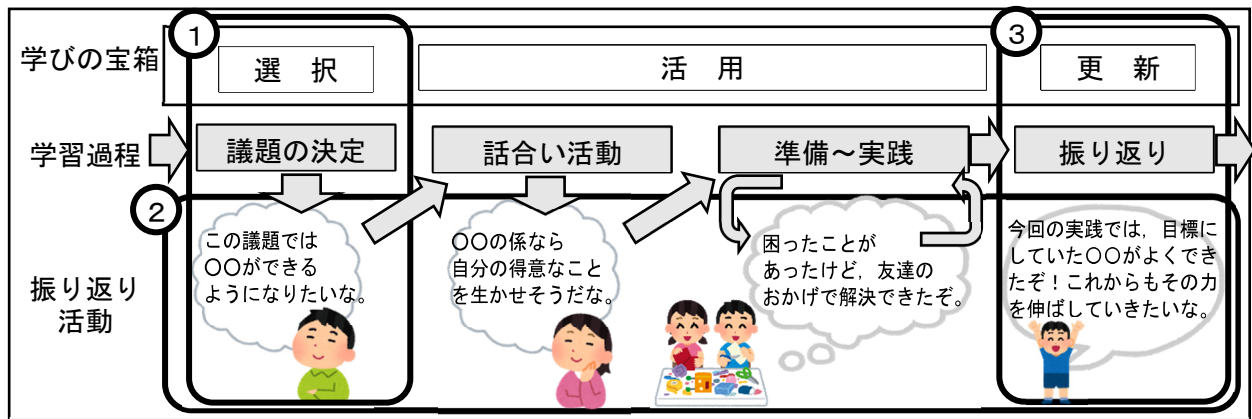 ①
③
学びの宝箱
選 択
活 用
更 新
学習過程
議題の決定
話合い活動
準備～実践
振り返り
②
振り返り
活動
この議題では
〇〇ができる
ようになりたいな。
〇〇の係なら
自分の得意なこと
を生かせそうだな。
困ったことが
あったけど，友達の
おかげで解決できたぞ。
今回の実践では，目標に
していた〇〇がよくでき
たぞ！これからもその力
を伸ばしていきたいな。